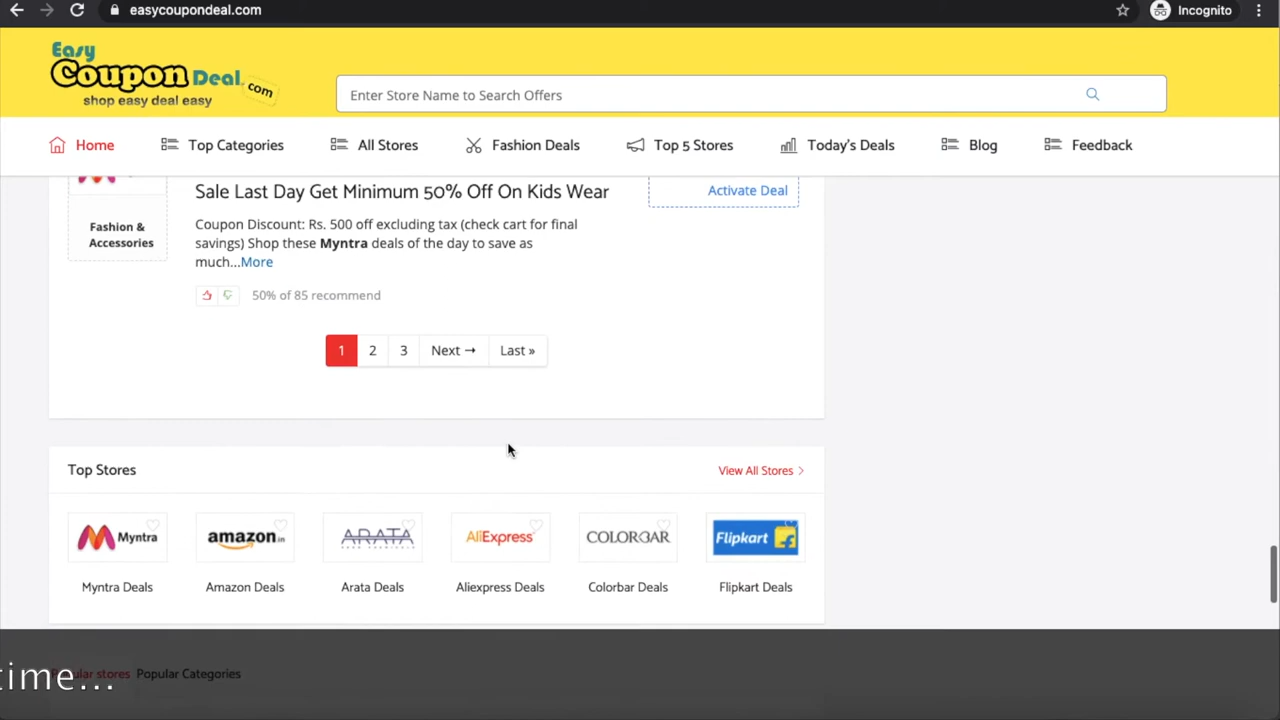 easycoupondeal.com
Incognito
Easy
Coupon Deal .com
shop easy deal easy
Enter Store Name to Search Offers
Home
Top Categories
All Stores
Fashion Deals
Top 5 Stores
Today's Deals
Blog
Feedback
Sale Last Day Get Minimum 50% Off On Kids Wear
Activate Deal
Fashion &
Accessories
Coupon Discount: Rs. 500 off excluding tax (check cart for final
savings) Shop these Myntra deals of the day to save as
much...More
50% of 85 recommend
1 2 3 Next → Last »
Top Stores
View All Stores >
Myntra
amazon.in
ARATA
AliExpress
COLORBAR
Flipkart
Myntra Deals
Amazon Deals
Arata Deals
Aliexpress Deals
Colorbar Deals
Flipkart Deals
Popular stores Popular Categories
time...